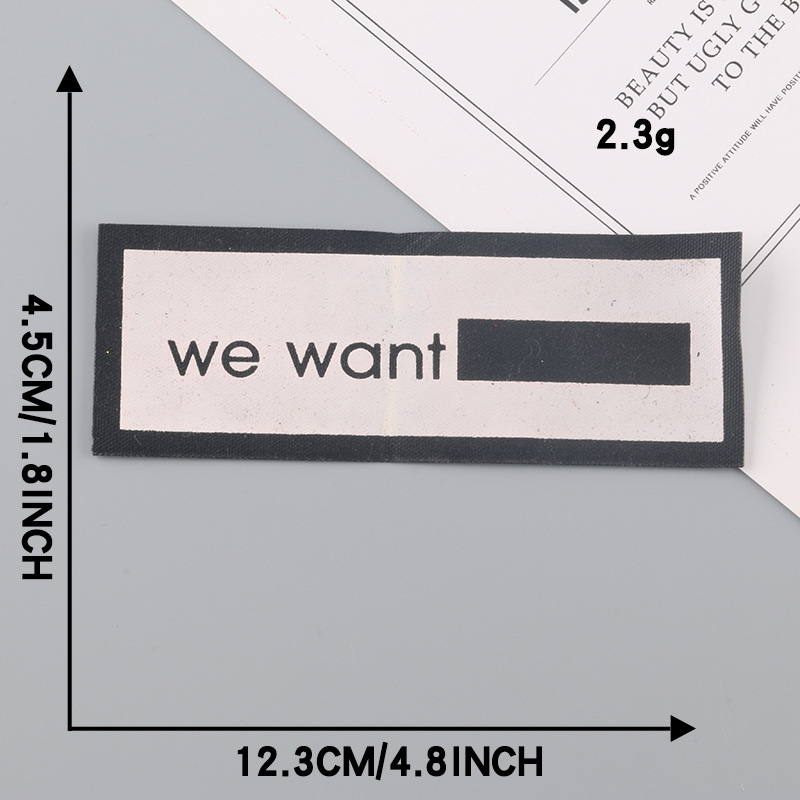 BEAUTY IS
BUT UGLY G
TO THE B
A POSITIVE ATTITUDE WILL HAVE POSIT
2.3g
we want
4.5CM/1.8INCH
12.3CM/4.8INCH